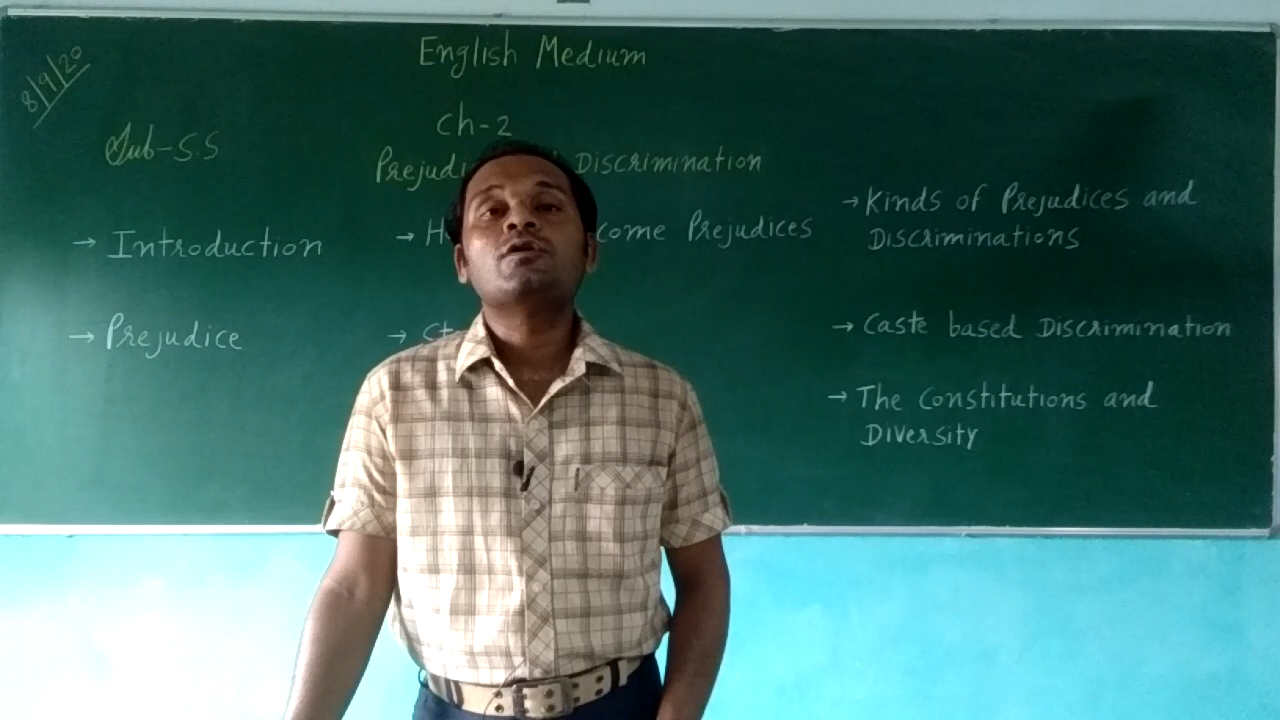 8/9/20
English Medium
Sub-S.S
Ch-2
Discrimination
→ Introduction
→ Prejudice
→ come Prejudices
→
→ Kinds of Prejudices and
Discriminations
→ Caste based Discrimination
→ The Constitutions and
Diversity